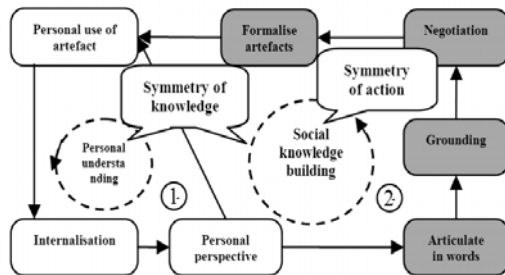 Personal use of
artefact
Formalise
artefacts
Negotiation
Symmetry of
knowledge
Symmetry
of action
Personal
understa
nding
Social
knowledge
building
Grounding
1-
2-
Internalisation
Personal
perspective
Articulate
in words